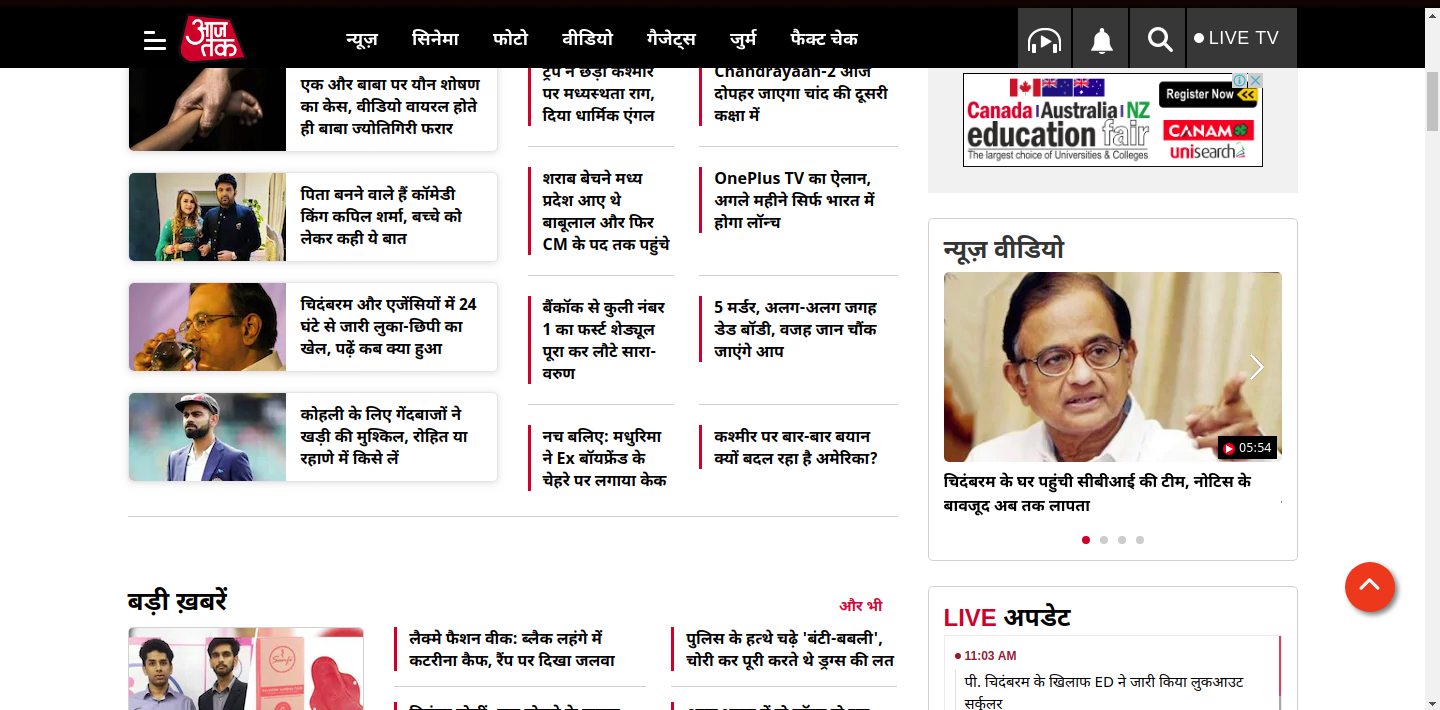 आज तक
न्यूज़ सिनेमा फोटो वीडियो गैजेट्स जुर्म फैक्ट चेक
LIVE TV
एक और बाबा पर यौन शोषण
का केस, वीडियो वायरल होते
ही बाबा ज्योतिगिरी फरार
पिता बनने वाले हैं कॉमेडी
किंग कपिल शर्मा, बच्चे को
लेकर कही ये बात
चिदंबरम और एजेंसियों में 24
घंटे से जारी लुका-छिपी का
खेल, पढ़ें कब क्या हुआ
कोहली के लिए गेंदबाजों ने
खड़ी की मुश्किल, रोहित या
रहाणे में किसे लें
ट्रंप ने छेड़ा कश्मीर
पर मध्यस्थता राग,
दिया धार्मिक एंगल
शराब बेचने मध्य
प्रदेश आए थे
बाबूलाल और फिर
CM के पद तक पहुंचे
बैंकॉक से कुली नंबर
1 का फर्स्ट शेड्यूल
पूरा कर लौटे सारा-
वरुण
नच बलिए: मधुरिमा
ने Ex बॉयफ्रेंड के
चेहरे पर लगाया केक
Chandrayaan-2 आज
दोपहर जाएगा चांद की दूसरी
कक्षा में
OnePlus TV का ऐलान,
अगले महीने सिर्फ भारत में
होगा लॉन्च
5 मर्डर, अलग-अलग जगह
डेड बॉडी, वजह जान चौंक
जाएंगे आप
कश्मीर पर बार-बार बयान
क्यों बदल रहा है अमेरिका?
Canada Australia NZ
education fair
The largest choice of Universities & Colleges
Register Now
CANAM
unisearch
न्यूज़ वीडियो
05:54
चिदंबरम के घर पहुंची सीबीआई की टीम, नोटिस के
बावजूद अब तक लापता
बड़ी ख़बरें
और भी
लैक्मे फैशन वीक: ब्लैक लहंगे में
कटरीना कैफ, रैंप पर दिखा जलवा
पुलिस के हत्थे चढ़े 'बंटी-बबली',
चोरी कर पूरी करते थे ड्रग्स की लत
LIVE अपडेट
11:03 AM
पी. चिदंबरम के खिलाफ ED ने जारी किया लुकआउट
सर्कुलर